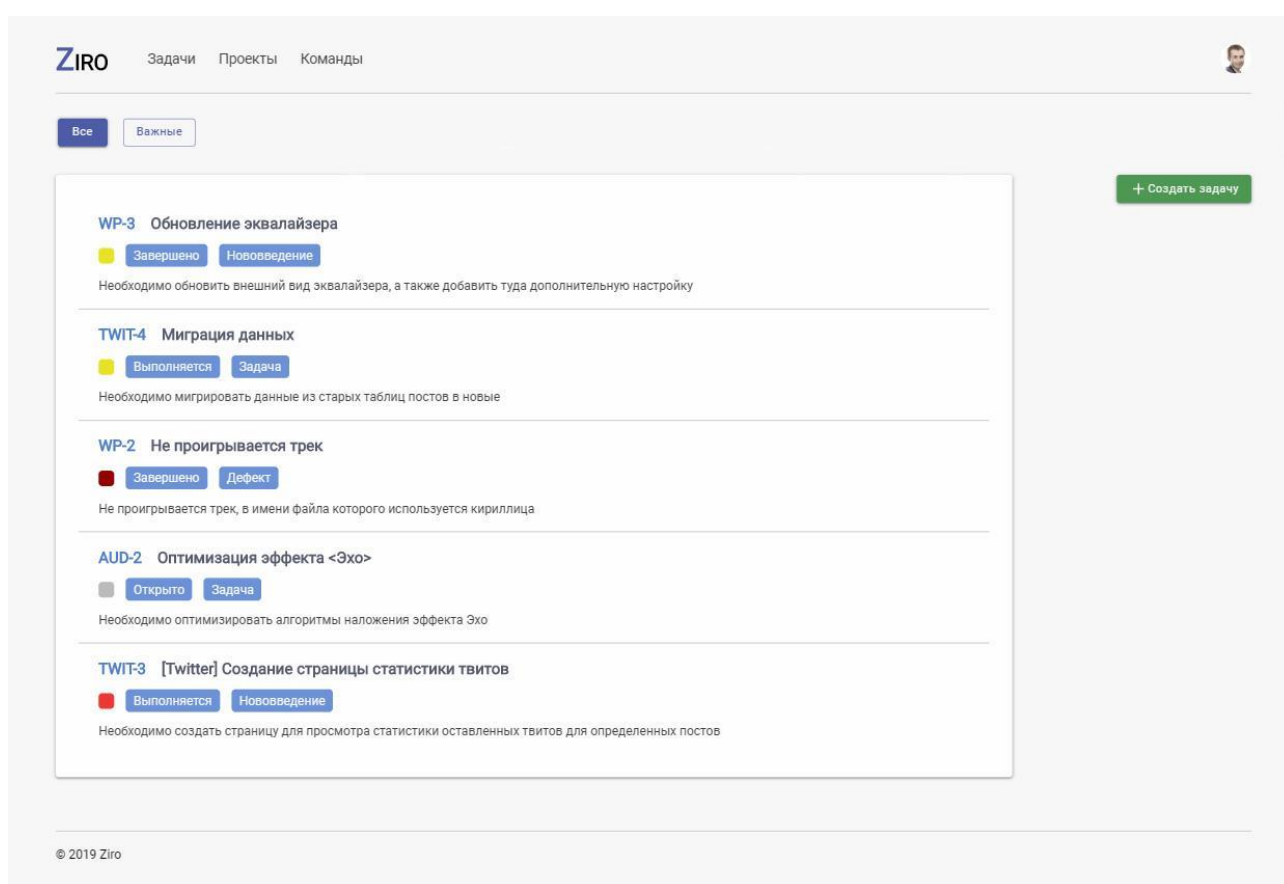 ZIRO Задачи Проекты Команды
Все Важные
+ Создать задачу
WP-3 Обновление эквалайзера
Завершено Нововведение
Необходимо обновить внешний вид эквалайзера, а также добавить туда дополнительную настройку
TWIT-4 Миграция данных
Выполняется Задача
Необходимо мигрировать данные из старых таблиц постов в новые
WP-2 Не проигрывается трек
Завершено Дефект
Не проигрывается трек, в имени файла которого используется кириллица
AUD-2 Оптимизация эффекта <Эхо>
Открыто Задача
Необходимо оптимизировать алгоритмы наложения эффекта Эхо
TWIT-3 [Twitter] Создание страницы статистики твитов
Выполняется Нововведение
Необходимо создать страницу для просмотра статистики оставленных твитов для определенных постов
© 2019 Ziro